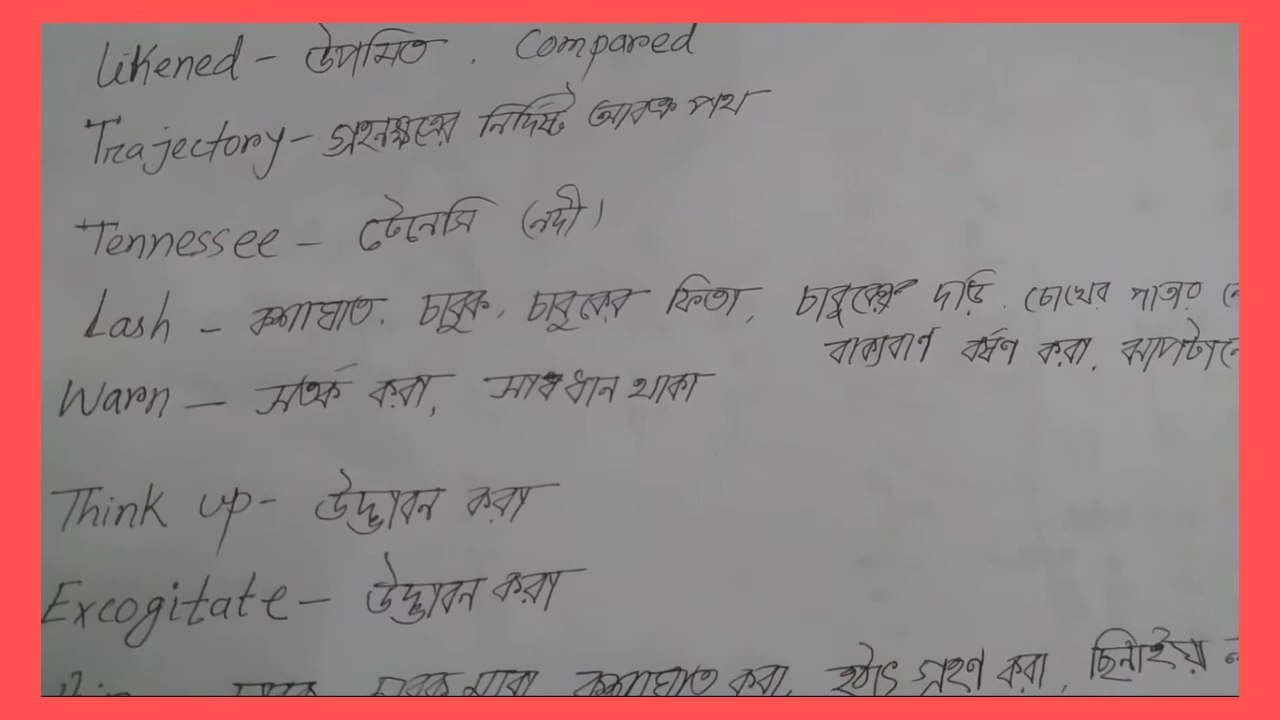 Likened - উপমিত. Compared
Trajectory - গ্রহনক্ষত্রের নির্দিষ্ট আবক্র পথ
Tennessee - টেনেসি (নদী)
Lash - কশাঘাত. চাবুক, চাবুকের ফিতা, চাবুকের দড়ি. চোখের পাতার
বাক্যবাণ বর্ষণ করা, ঝাপটানে
Warn - সতর্ক করা, সাবধান থাকা
Think up - উদ্ভাবন করা
Excogitate - উদ্ভাবন করা
চাবুক মারা, কশাঘাত করা, হঠাৎ গ্রহণ করা, ছিনাইয়া